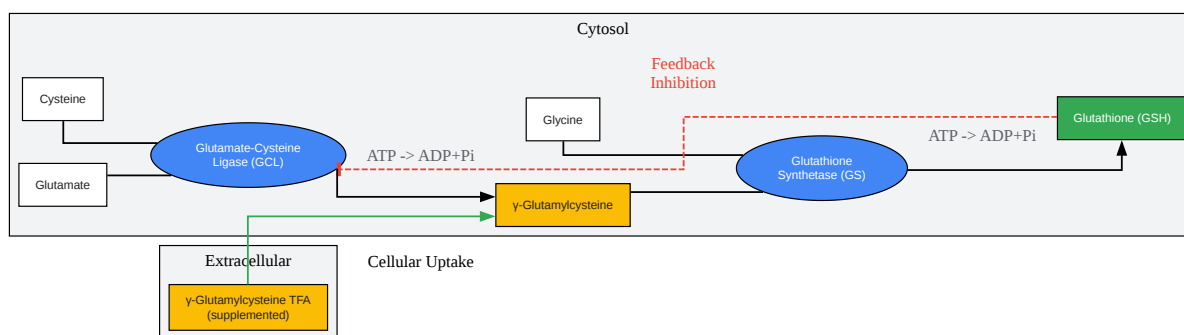 Cytosol
Feedback
Inhibition
Cysteine
Glycine
Glutathione (GSH)
Glutamate-Cysteine
Ligase (GCL)
ATP -> ADP+Pi
ATP -> ADP+Pi
Glutathione
Synthetase (GS)
Glutamate
γ-Glutamylcysteine
Extracellular
Cellular Uptake
γ-Glutamylcysteine TFA
(supplemented)